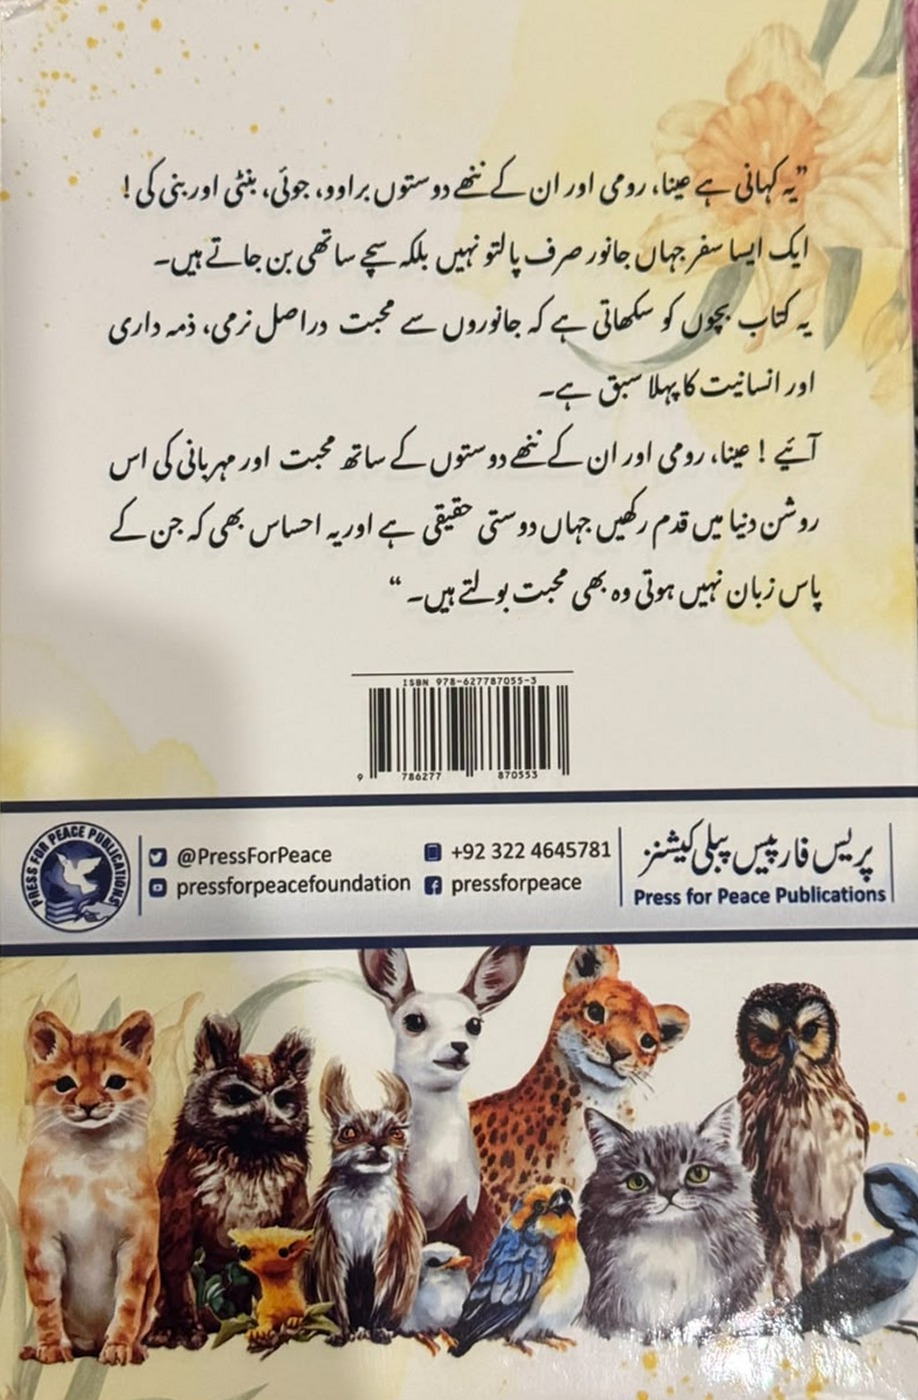 ”یہ کہانی ہے عینا، رومی اور ان کے ننھے دوستوں براوو، جوئی، بنٹی اور بنی کی !
ایک ایسا سفر جہاں جانور صرف پالتو نہیں بلکہ سچے ساتھی بن جاتے ہیں۔
یہ کتاب بچوں کو سکھاتی ہے کہ جانوروں سے محبت دراصل نرمی، ذمہ داری
اور انسانیت کا پہلا سبق ہے۔
آئیے ! عینا، رومی اور ان کے ننھے دوستوں کے ساتھ محبت اور مہربانی کی اس
روشن دنیا میں قدم رکھیں جہاں دوستی حقیقی ہے اور یہ احساس بھی کہ جن کے
پاس زبان نہیں ہوتی وہ بھی محبت بولتے ہیں۔“
ISBN 978-627787055-3
9 786277 870553
PRESS FOR PEACE PUBLICATIONS
@PressForPeace
pressforpeacefoundation
+92 322 4645781
pressforpeace
پریس فار پیس پبلی کیشنز
Press for Peace Publications